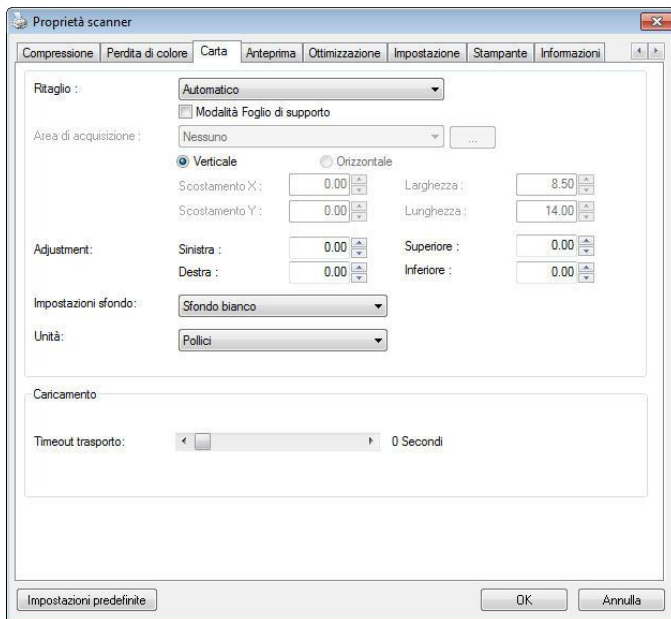 Proprietà scanner
Compressione Perdita di colore Carta Anteprima Ottimizzazione Impostazione Stampante Informazioni
Ritaglio : Automatico
Modalità Foglio di supporto
Area di acquisizione : Nessuno ...
Verticale Orizzontale
Scostamento X : 0.00 Larghezza : 8.50
Scostamento Y : 0.00 Lunghezza : 14.00
Adjustment: Sinistra : 0.00 Superiore : 0.00
Destra : 0.00 Inferiore : 0.00
Impostazioni sfondo: Sfondo bianco
Unità: Pollici
Caricamento
Timeout trasporto: 0 Secondi
Impostazioni predefinite OK Annulla